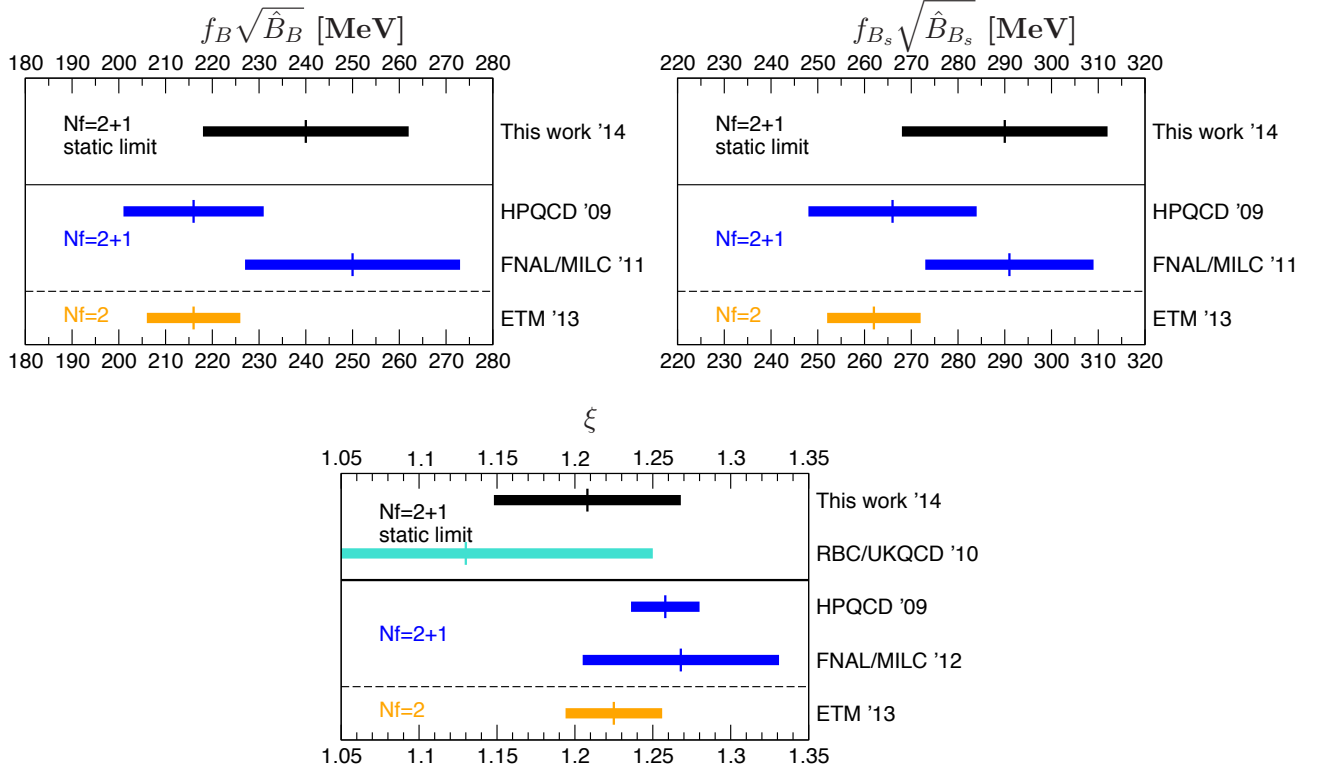 f_B√B̂_B [MeV]
180 190 200 210 220 230 240 250 260 270 280
Nf=2+1
static limit
This work '14
HPQCD '09
Nf=2+1
FNAL/MILC '11
Nf=2
ETM '13
180 190 200 210 220 230 240 250 260 270 280
f_{B_s}√B̂_{B_s} [MeV]
220 230 240 250 260 270 280 290 300 310 320
Nf=2+1
static limit
This work '14
HPQCD '09
Nf=2+1
FNAL/MILC '11
Nf=2
ETM '13
220 230 240 250 260 270 280 290 300 310 320
ξ
1.05 1.1 1.15 1.2 1.25 1.3 1.35
This work '14
Nf=2+1
static limit
RBC/UKQCD '10
HPQCD '09
Nf=2+1
FNAL/MILC '12
Nf=2
ETM '13
1.05 1.1 1.15 1.2 1.25 1.3 1.35